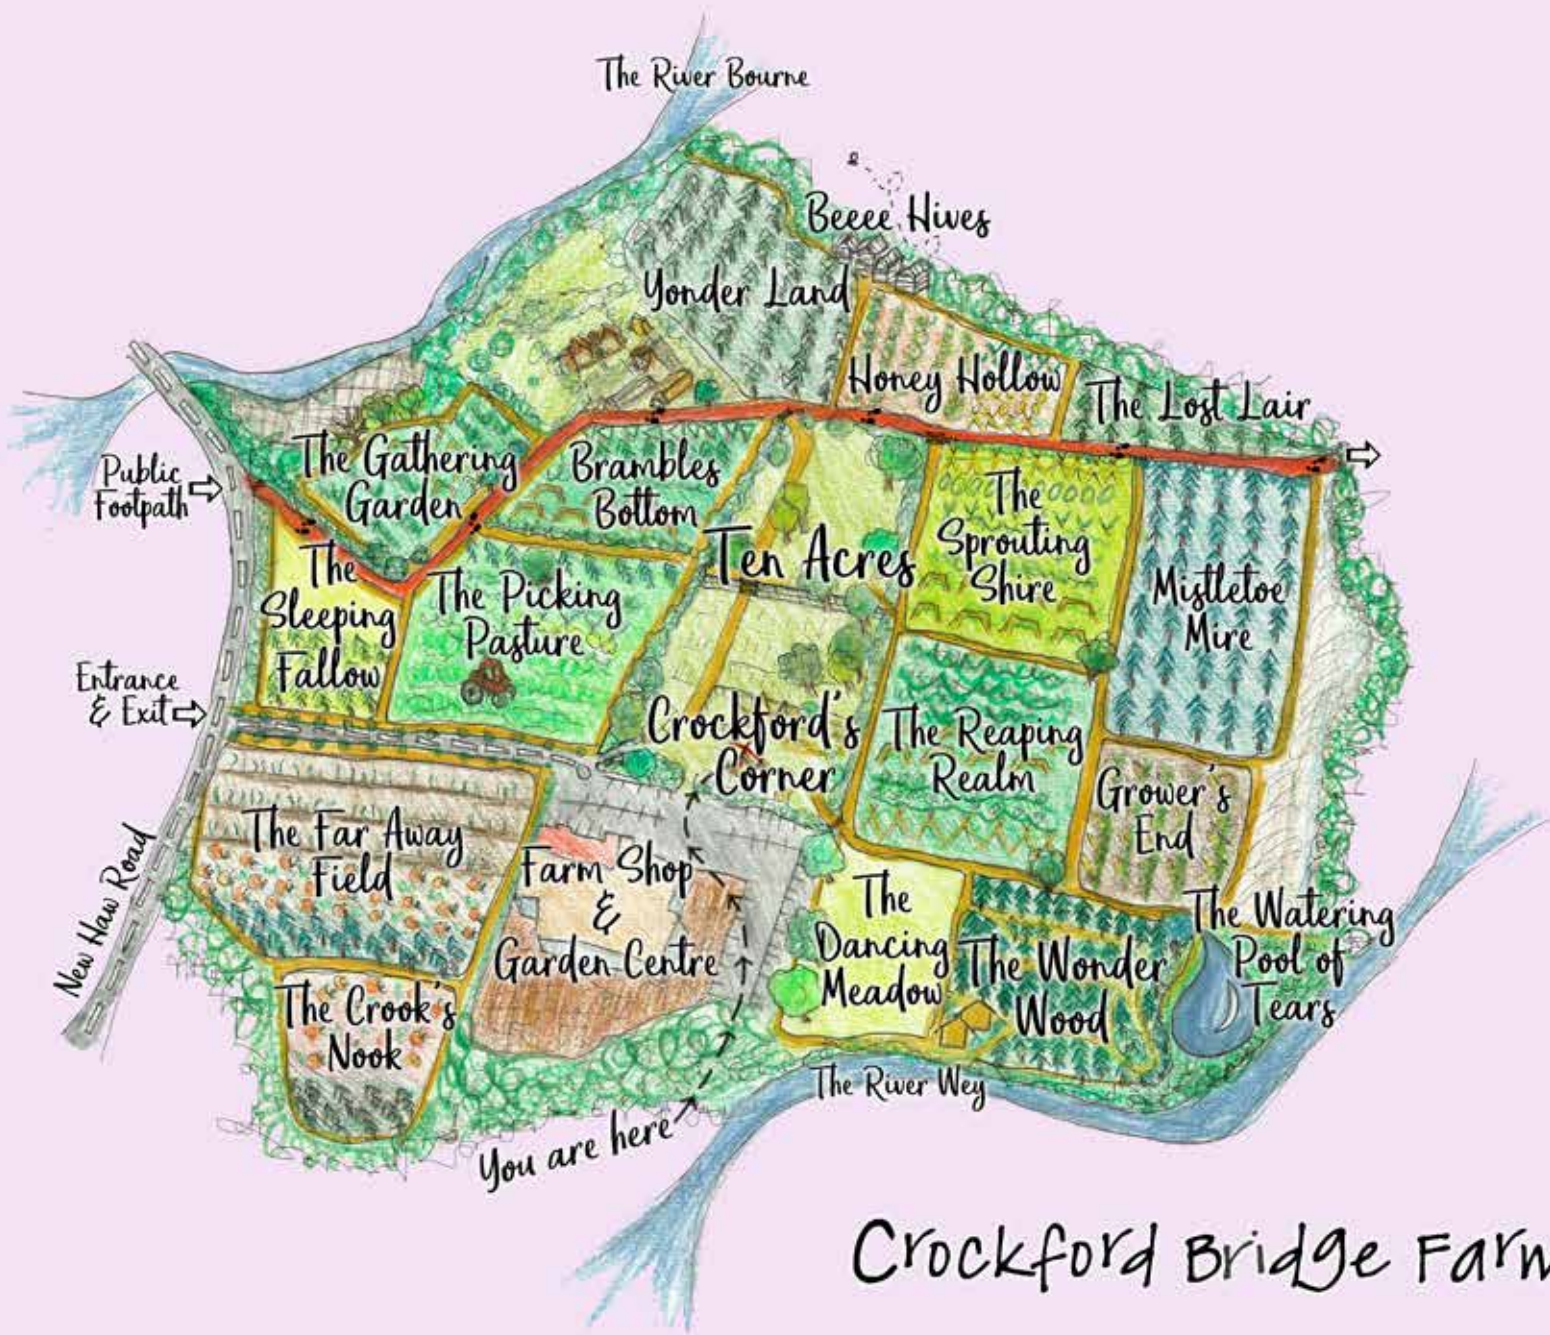 The River Bourne
Beeee Hives
Yonder Land
Honey Hollow
The Lost Lair
Public
Footpath
The Gathering
Garden
Brambles
Bottom
Ten Acres
The
Sprouting
Shire
Mistletoe
Mire
The
Sleeping
Fallow
The Picking
Pasture
Entrance
& Exit
Crockford's
Corner
The Reaping
Realm
Grower's
End
The Far Away
Field
Farm Shop
&
Garden Centre
New Haw Road
The
Dancing
Meadow
The Wonder
Wood
The Watering
Pool of
Tears
The Crook's
Nook
The River Wey
You are here
Crockford Bridge Farm